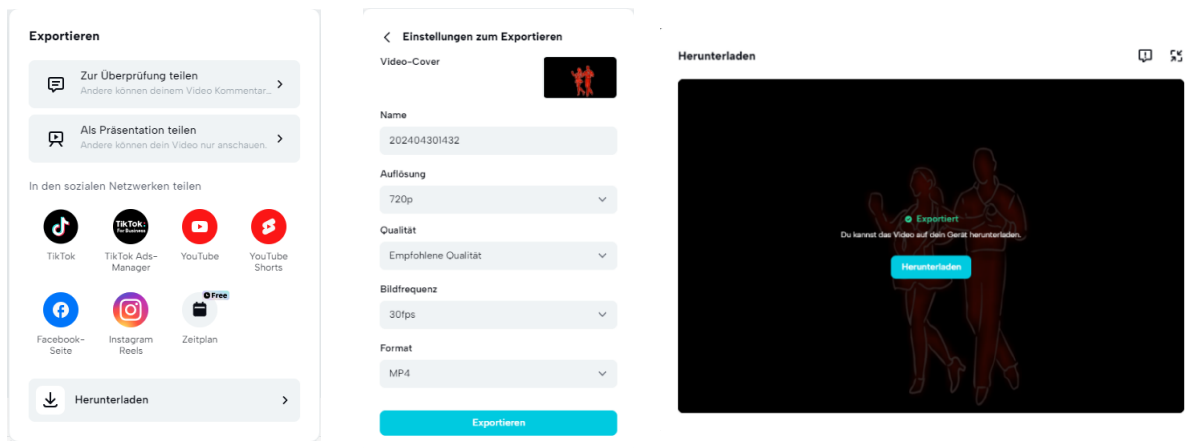 Exportieren
Zur Überprüfung teilen
Andere können deinem Video Kommentar...
Als Präsentation teilen
Andere können dein Video nur anschauen.
In den sozialen Netzwerken teilen
TikTok:
For Business
TikTok
TikTok Ads-
Manager
YouTube
YouTube
Shorts
Free
Facebook-
Seite
Instagram
Reels
Zeitplan
Herunterladen
Einstellungen zum Exportieren
Video-Cover
Name
202404301432
Auflösung
720p
Qualität
Empfohlene Qualität
Bildfrequenz
30fps
Format
MP4
Exportieren
Herunterladen
Exportiert
Du kannst das Video auf dein Gerät herunterladen.
Herunterladen